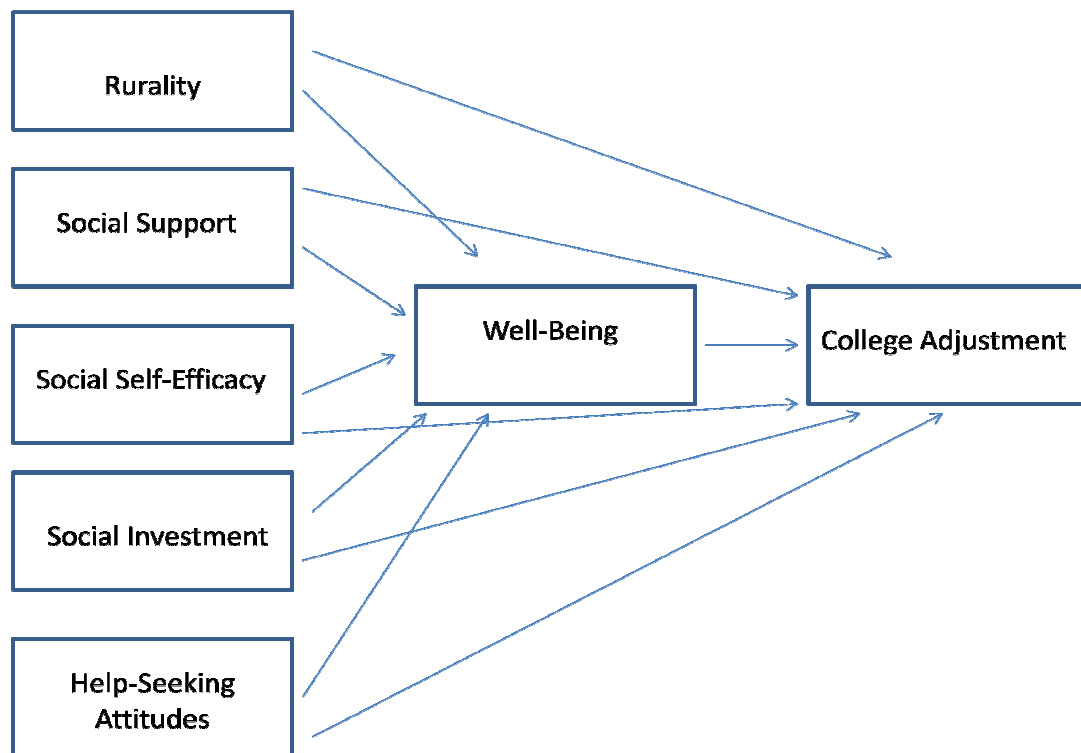 Rurality
Social Support
Social Self-Efficacy
Social Investment
Help-Seeking
Attitudes
Well-Being
College Adjustment